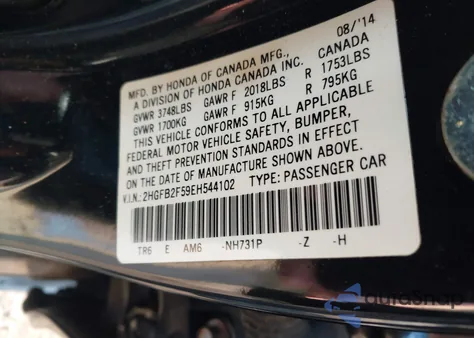 MFD. BY HONDA OF CANADA MFG., 08/'14
A DIVISION OF HONDA CANADA INC. CANADA
GVWR 3748LBS GAWR F 2018LBS R 1753LBS
GVWR 1700KG GAWR F 915KG R 795KG
THIS VEHICLE CONFORMS TO ALL APPLICABLE
FEDERAL MOTOR VEHICLE SAFETY, BUMPER,
AND THEFT PREVENTION STANDARDS IN EFFECT
ON THE DATE OF MANUFACTURE SHOWN ABOVE.
V.I.N.: 2HGFB2F59EH544102 TYPE: PASSENGER CAR
TR6 E AM6 -NH731P -Z -H
autosnap